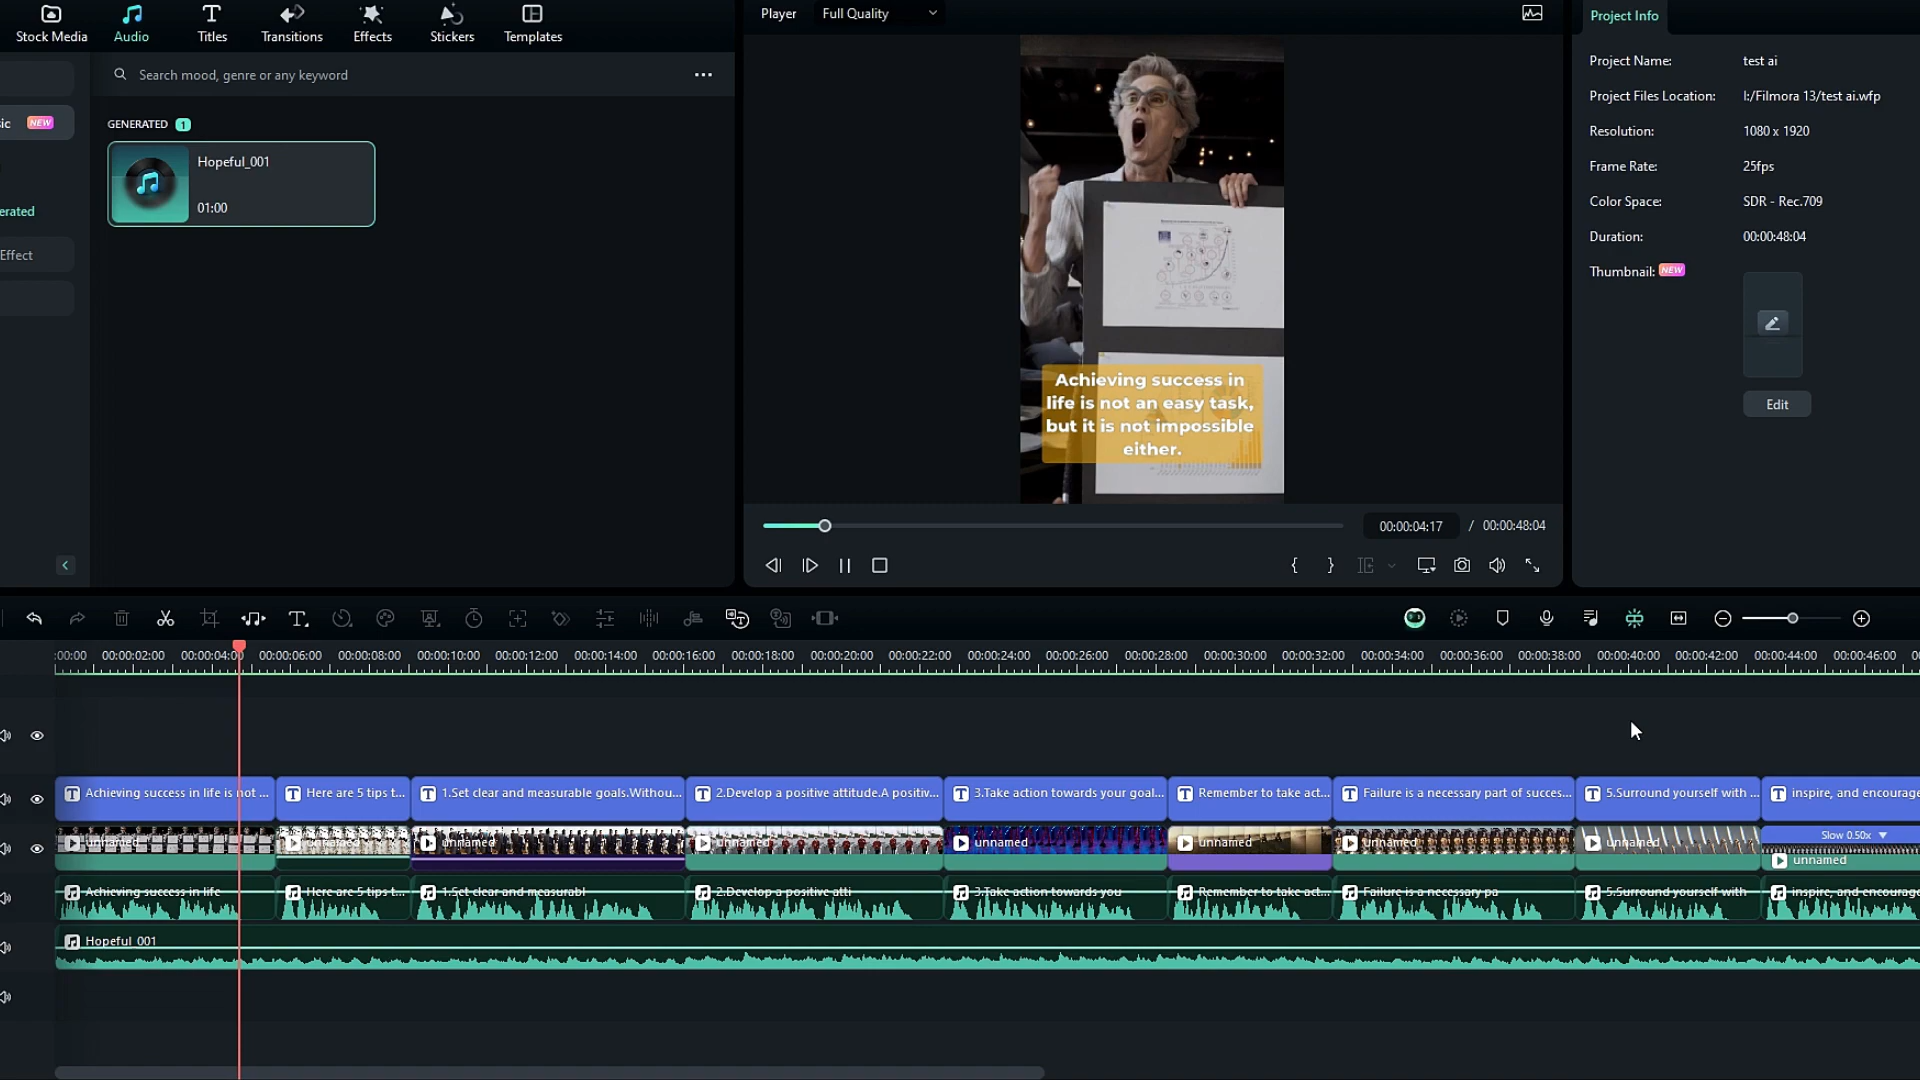 Stock Media
Audio
Titles
Transitions
Effects
Stickers
Templates
Search mood, genre or any keyword
ic NEW
GENERATED 1
Hopeful_001
01:00
erated
Effect
Player
Full Quality
Achieving success in
life is not an easy task,
but it is not impossible
either.
00:00:04:17 / 00:00:48:04
Project Info
Project Name: test ai
Project Files Location: I:/Filmora 13/test ai.wfp
Resolution: 1080 x 1920
Frame Rate: 25fps
Color Space: SDR - Rec.709
Duration: 00:00:48:04
Thumbnail: NEW
Edit
:00:00 00:00:02:00 00:00:04:00 00:00:06:00 00:00:08:00 00:00:10:00 00:00:12:00 00:00:14:00 00:00:16:00 00:00:18:00 00:00:20:00 00:00:22:00 00:00:24:00 00:00:26:00 00:00:28:00 00:00:30:00 00:00:32:00 00:00:34:00 00:00:36:00 00:00:38:00 00:00:40:00 00:00:42:00 00:00:44:00 00:00:46:00
Achieving success in life is not ... Here are 5 tips t... 1.Set clear and measurable goals.Withou... 2.Develop a positive attitude.A positiv... 3.Take action towards your goal... Remember to take act... Failure is a necessary part of succes... 5.Surround yourself with ... inspire, and encourage
Slow 0.50x
unnamed unnamed unnamed unnamed unnamed unnamed unnamed unnamed unnamed
Achieving success in life Here are 5 tips t... 1.Set clear and measurabl 2.Develop a positive atti 3.Take action towards you Remember to take act... Failure is a necessary pa 5.Surround yourself with inspire, and encourage
Hopeful_001